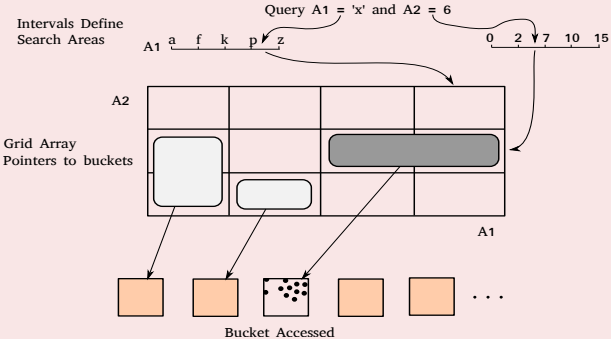 Query A1 = 'x' and A2 = 6
Intervals Define
Search Areas
A1 a f k p z
0 2 7 10 15
A2
Grid Array
Pointers to buckets
A1
. . .
Bucket Accessed